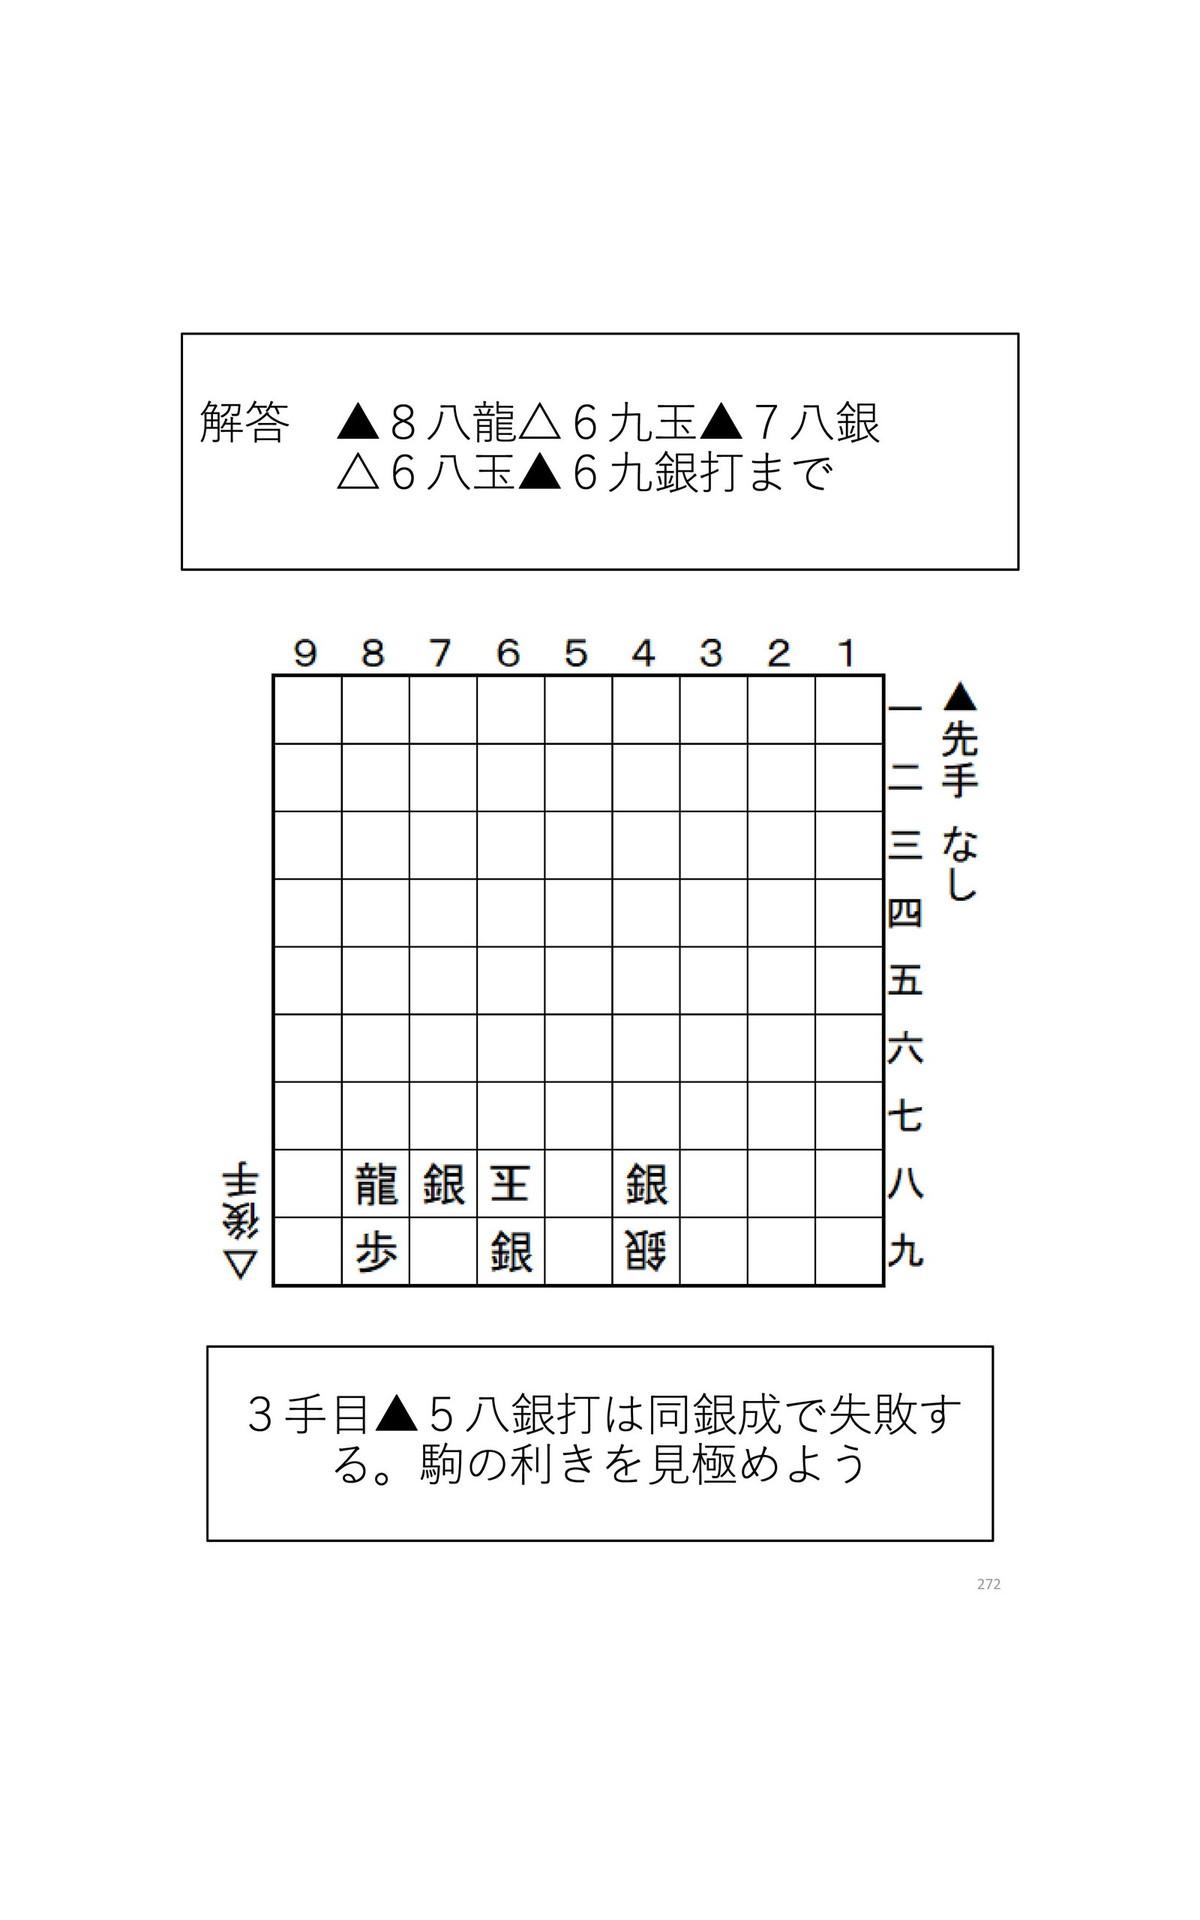 解答　▲８八龍△６九玉▲７八銀
△６八玉▲６九銀打まで
9 8 7 6 5 4 3 2 1
一
二
三
四
五
六
七
八
九
▲先手 なし
龍 銀 玉 銀
歩 銀 銀
△後手
３手目▲５八銀打は同銀成で失敗す
る。駒の利きを見極めよう
272